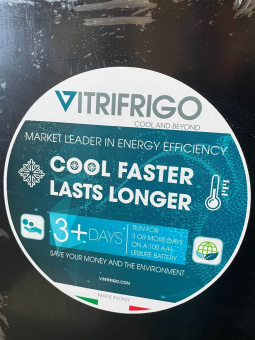 VITRIFRIGO
COOL AND BEYOND
MARKET LEADER IN ENERGY EFFICIENCY
COOL FASTER
LASTS LONGER
3+DAYS*
RUN FOR
3 OR MORE DAYS
ON A 100 A/H
LEISURE BATTERY
SAVE YOUR MONEY AND THE ENVIRONMENT
VITRIFRIGO.COM
MADE IN ITALY